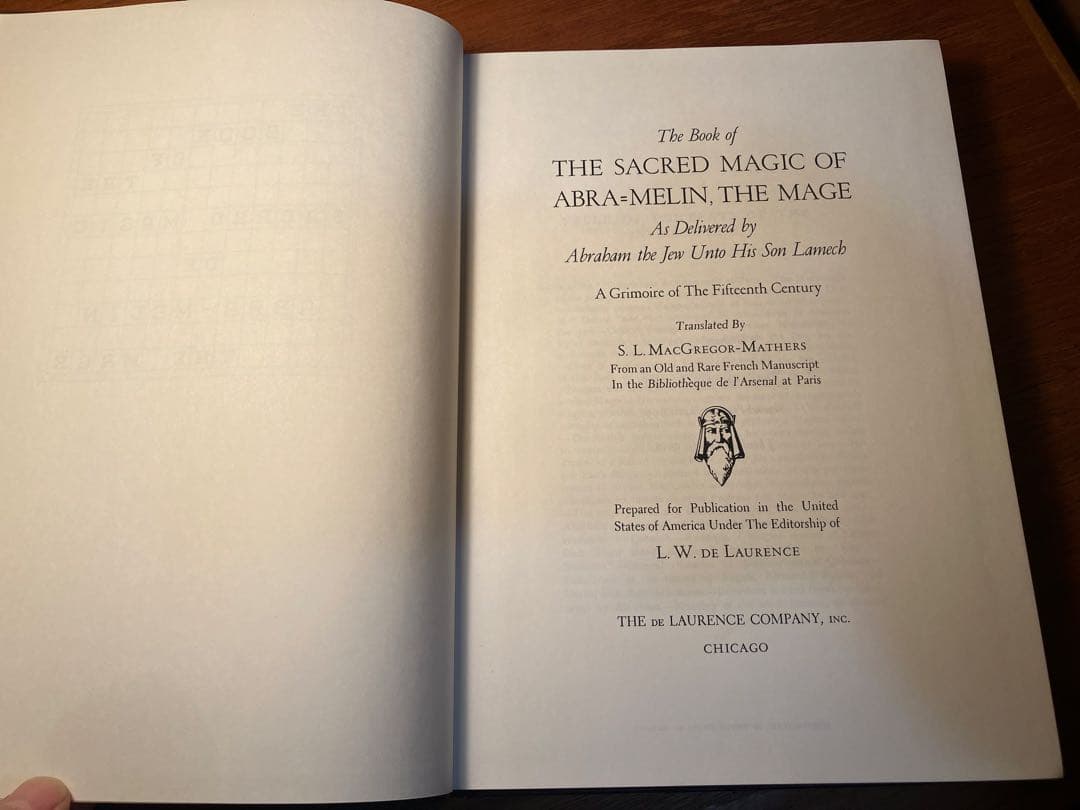 The Book of
THE SACRED MAGIC OF
ABRA=MELIN, THE MAGE
As Delivered by
Abraham the Jew Unto His Son Lamech
A Grimoire of The Fifteenth Century
Translated By
S. L. MACGREGOR-MATHERS
From an Old and Rare French Manuscript
In the Bibliothèque de l'Arsenal at Paris
Prepared for Publication in the United
States of America Under The Editorship of
L. W. DE LAURENCE
THE DE LAURENCE COMPANY, INC.
CHICAGO